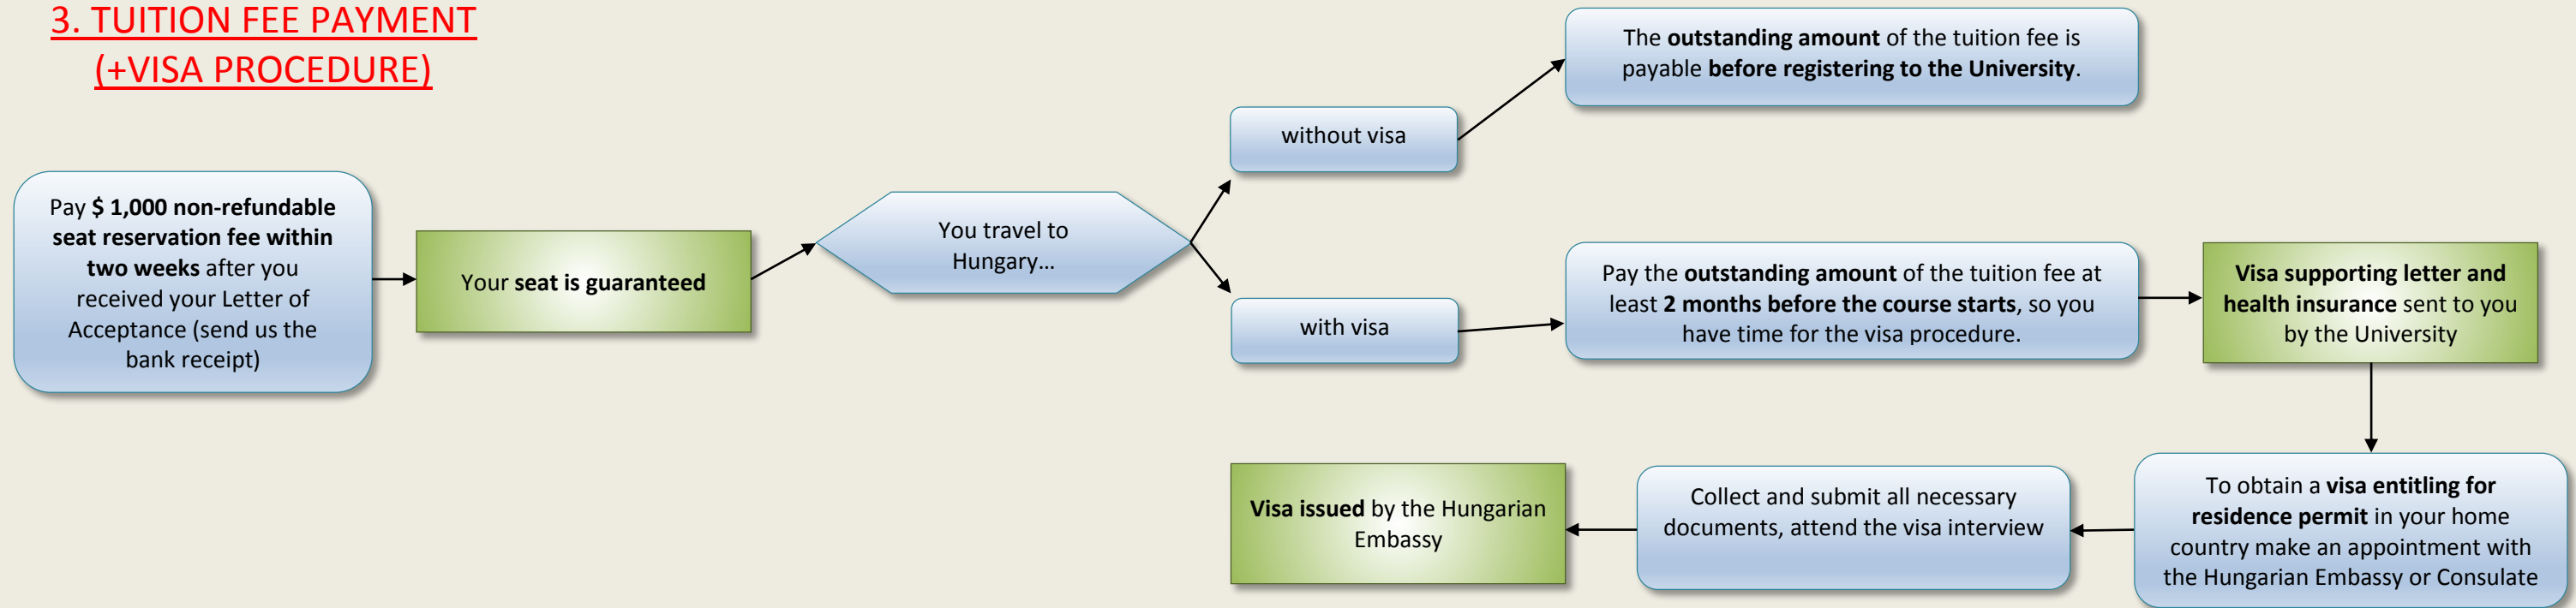 3. TUITION FEE PAYMENT
(+VISA PROCEDURE)
Pay $ 1,000 non-refundable
seat reservation fee within
two weeks after you
received your Letter of
Acceptance (send us the
bank receipt)
Your seat is guaranteed
You travel to
Hungary...
without visa
The outstanding amount of the tuition fee is
payable before registering to the University.
with visa
Pay the outstanding amount of the tuition fee at
least 2 months before the course starts, so you
have time for the visa procedure.
Visa supporting letter and
health insurance sent to you
by the University
To obtain a visa entitling for
residence permit in your home
country make an appointment with
the Hungarian Embassy or Consulate
Collect and submit all necessary
documents, attend the visa interview
Visa issued by the Hungarian
Embassy